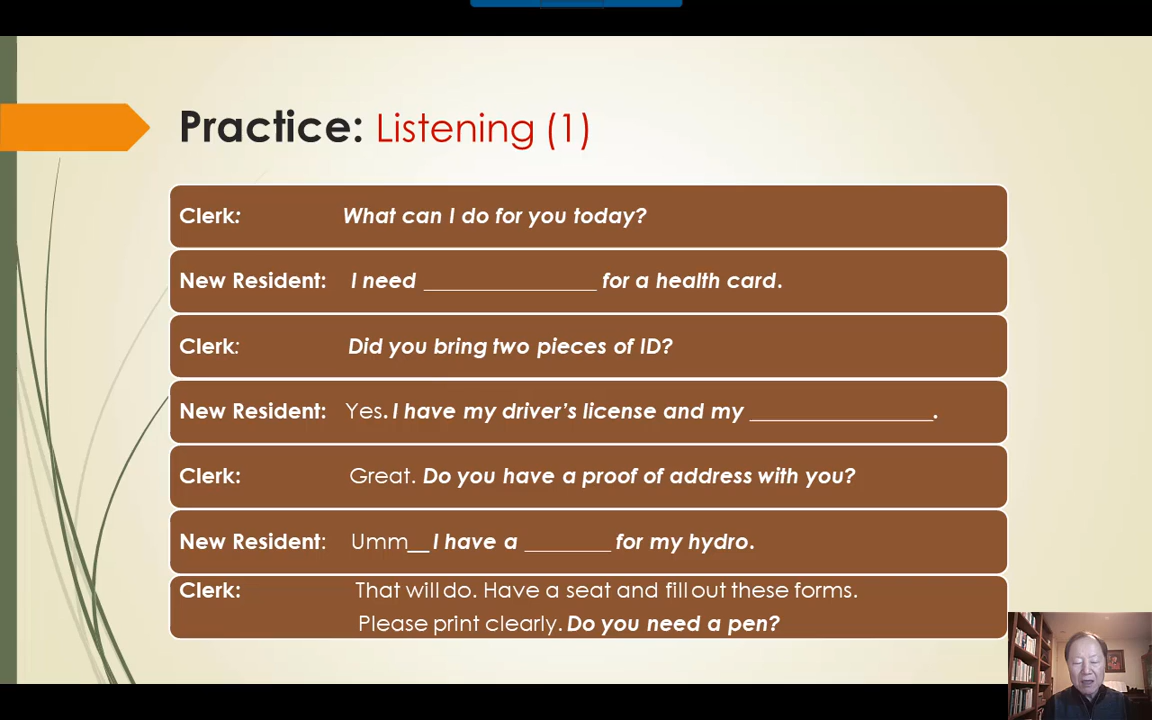 Practice: Listening (1)
Clerk: What can I do for you today?
New Resident: I need ________________ for a health card.
Clerk: Did you bring two pieces of ID?
New Resident: Yes. I have my driver’s license and my _________________.
Clerk: Great. Do you have a proof of address with you?
New Resident: Umm__ I have a ________ for my hydro.
Clerk: That will do. Have a seat and fill out these forms.
Please print clearly. Do you need a pen?